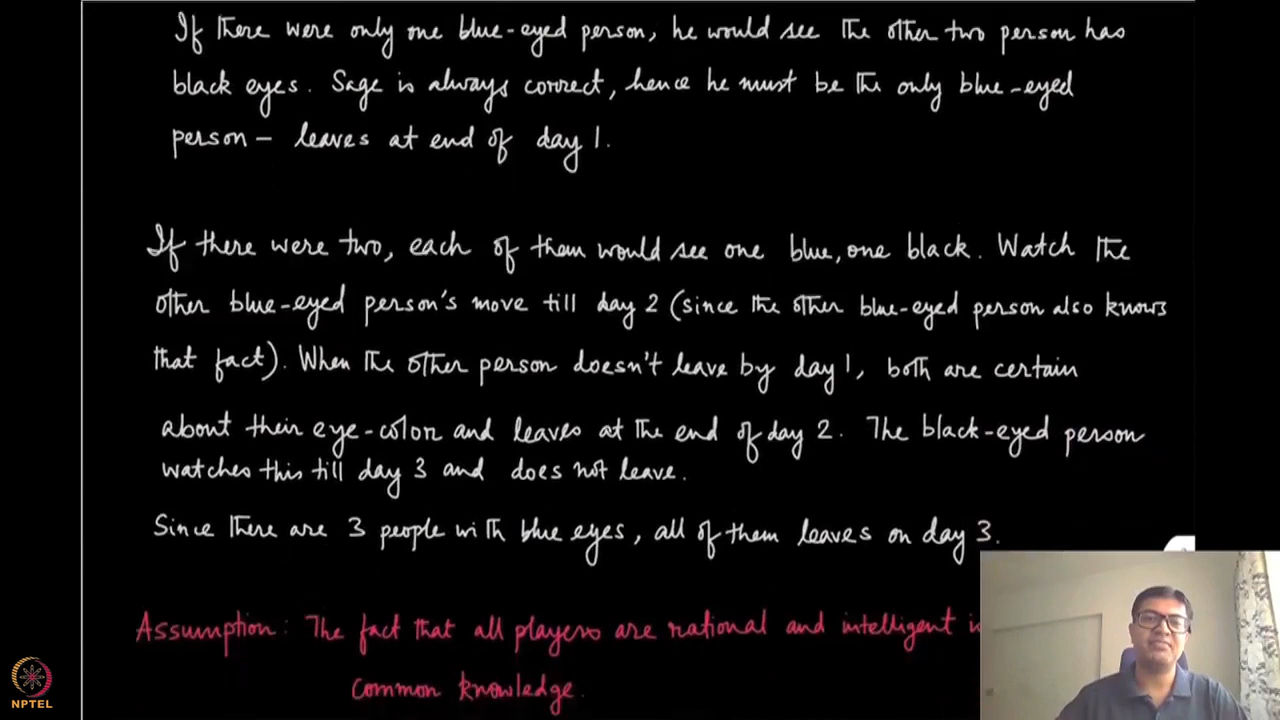 If there were only one blue-eyed person, he would see the other two person has
black eyes. Sage is always correct, hence he must be the only blue-eyed
person – leaves at end of day 1.
If there were two, each of them would see one blue, one black. Watch the
other blue-eyed person's move till day 2 (since the other blue-eyed person also knows
that fact). When the other person doesn't leave by day 1, both are certain
about their eye-color and leaves at the end of day 2. The black-eyed person
watches this till day 3 and does not leave.
Since there are 3 people with blue eyes, all of them leaves on day 3.
Assumption: The fact that all players are rational and intelligent
common knowledge.
NPTEL